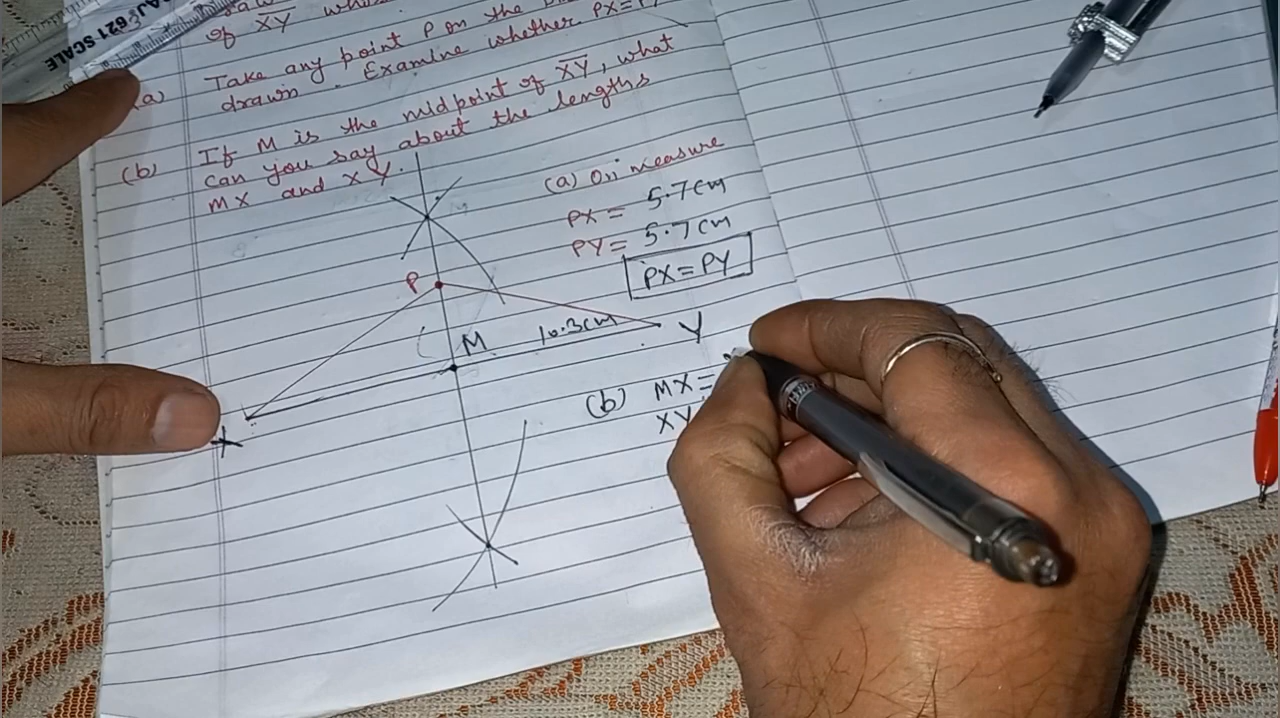 621 SCALE
of XY
(a) Take any point P on the
drawn. Examine whether PX=
(b) If M is the midpoint of XY, what
can you say about the lengths
MX and XY.
(a) On measure
PX = 5.7cm
PY = 5.7cm
PX = PY
P
M 10.3cm Y
X
(b) MX =
XY